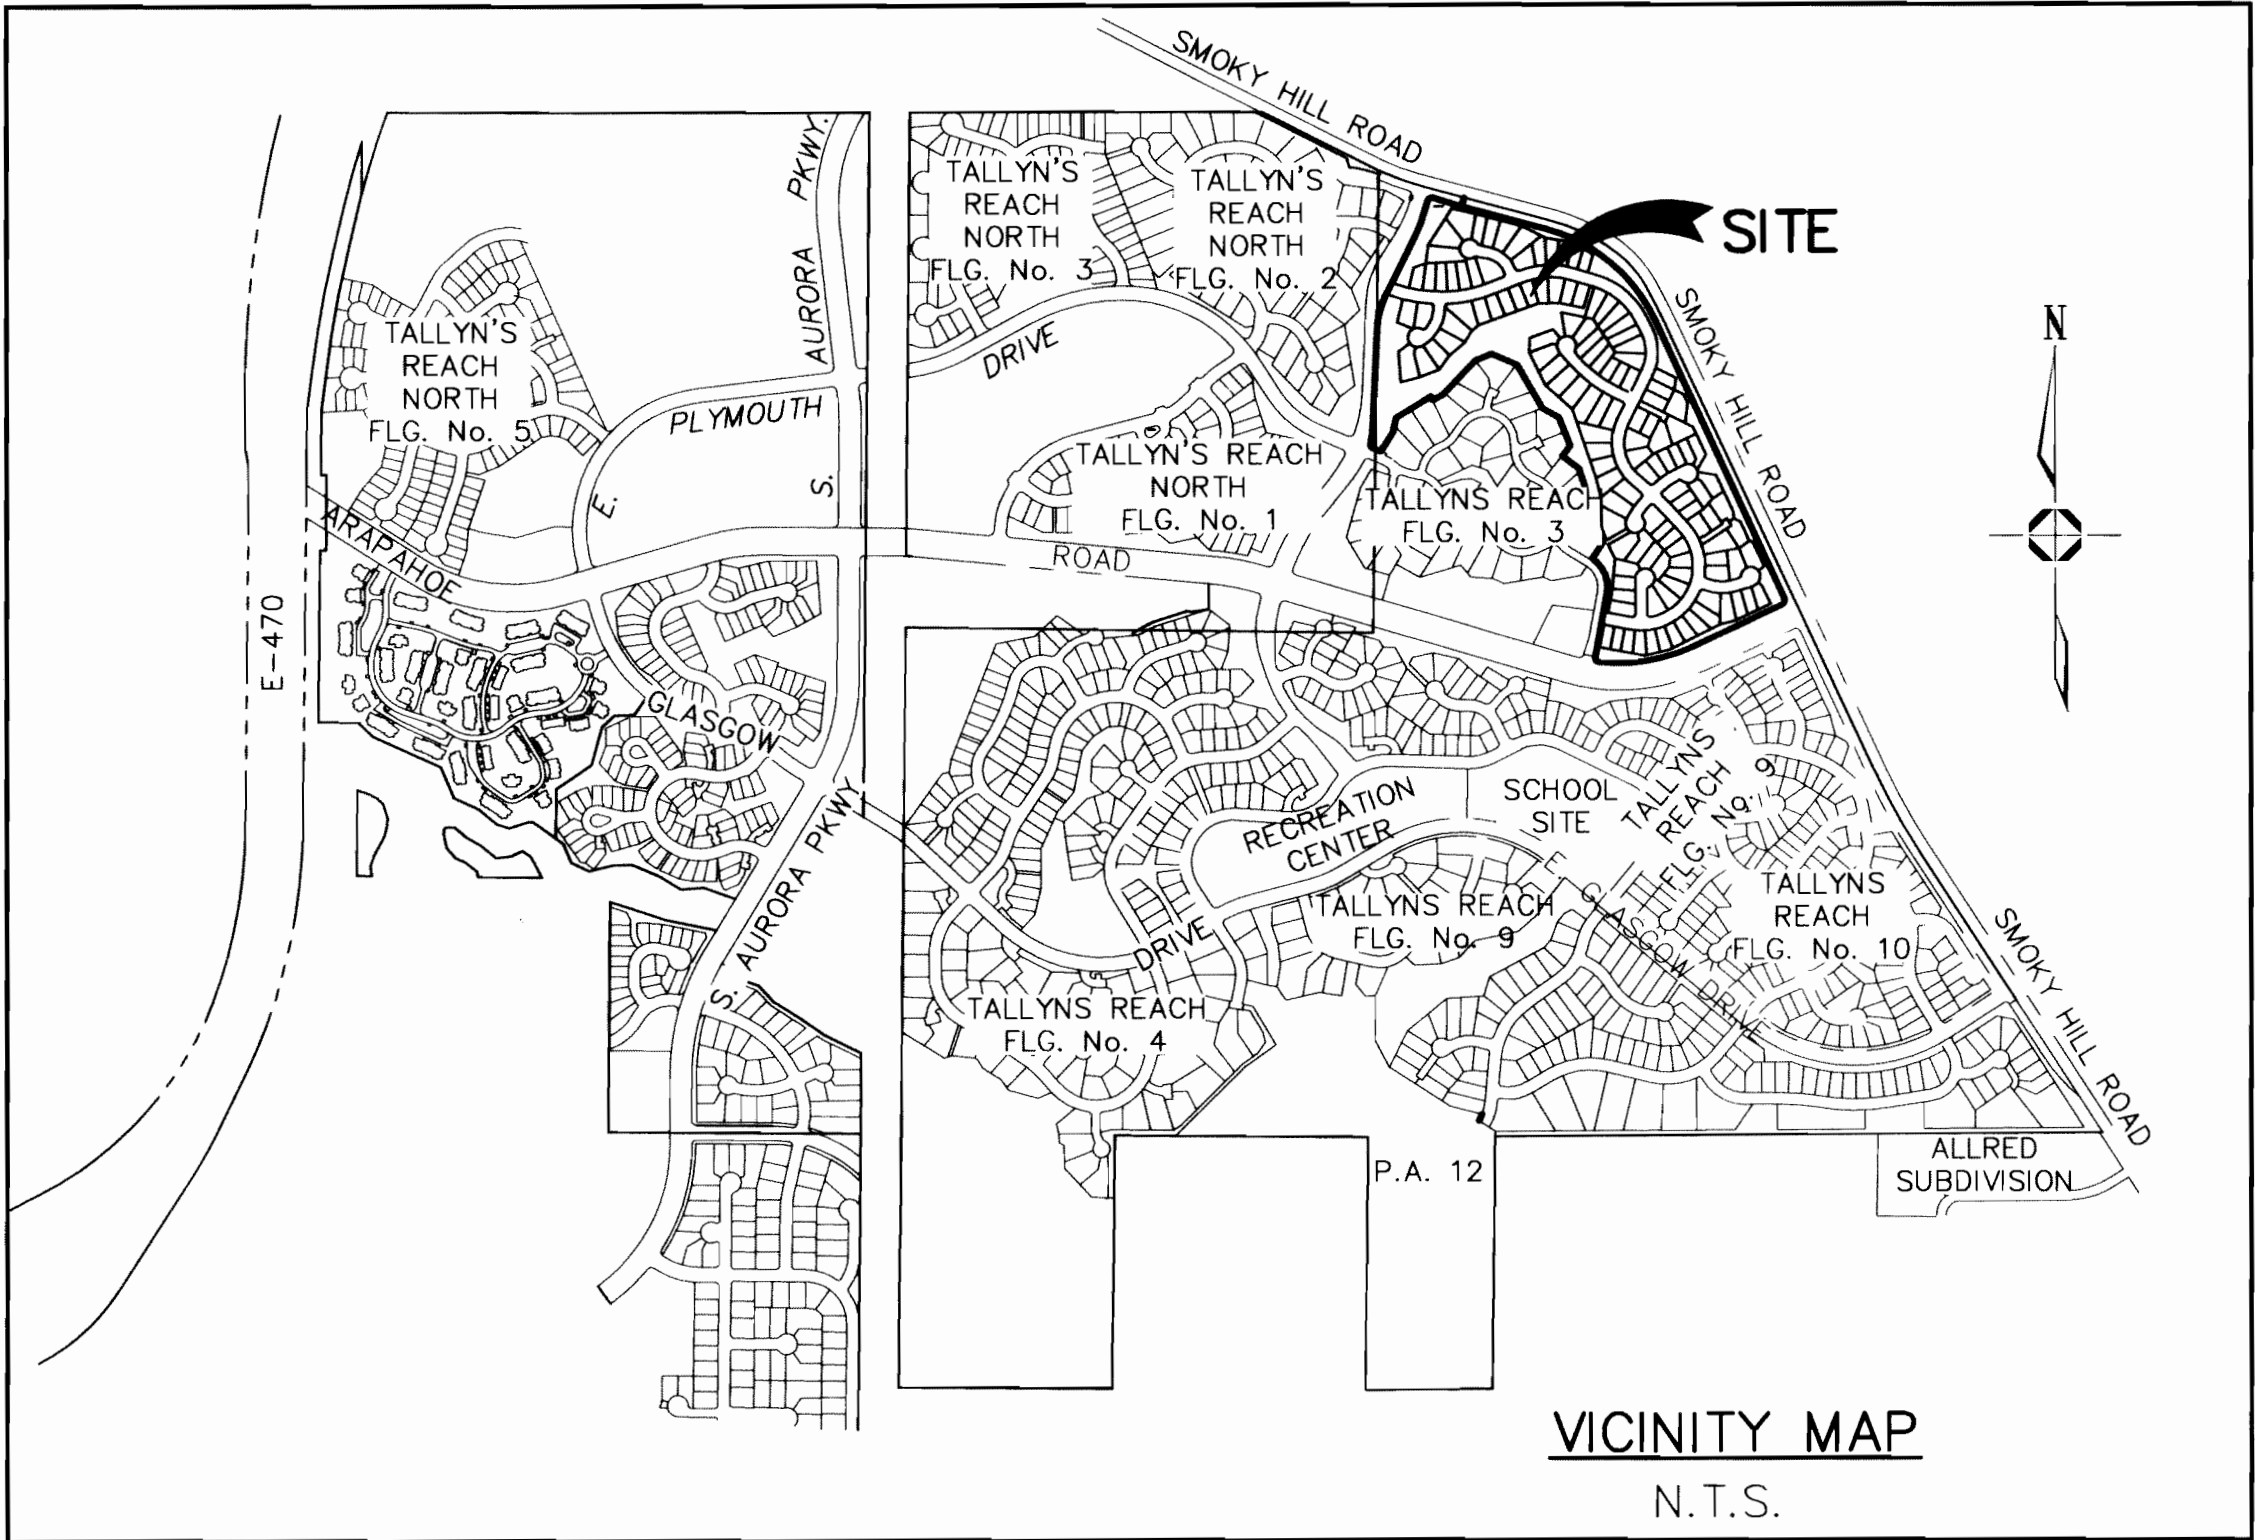 SMOKY HILL ROAD
SITE
TALLYN'S
REACH
NORTH
FLG. No. 3
TALLYN'S
REACH
NORTH
FLG. No. 2
PKWY.
AURORA
S.
DRIVE
PLYMOUTH
E.
TALLYN'S
REACH
NORTH
FLG. No. 5
SMOKY HILL ROAD
N
TALLYN'S REACH
NORTH
FLG. No. 1
TALLYNS REACH
FLG. No. 3
ARAPAHOE
ROAD
E-470
GLASGOW
S. AURORA PKWY.
RECREATION
CENTER
SCHOOL
SITE
TALLYNS
REACH
FLG. No. 9
TALLYNS REACH
FLG. No. 9
E. GLASGOW DRIVE
TALLYNS
REACH
FLG. No. 10
DRIVE
TALLYNS REACH
FLG. No. 4
SMOKY HILL ROAD
P.A. 12
ALLRED
SUBDIVISION
VICINITY MAP
N.T.S.